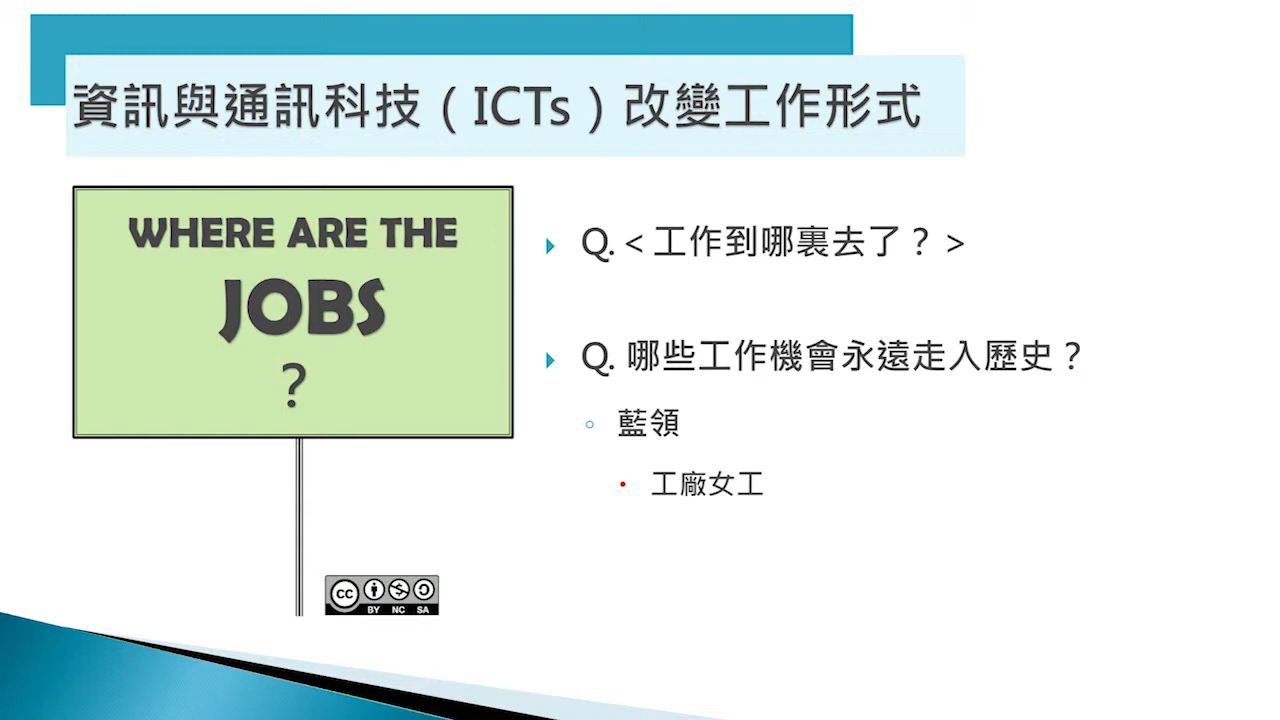 資訊與通訊科技（ICTs）改變工作形式
WHERE ARE THE
JOBS
?
Q.＜工作到哪裏去了？＞
Q. 哪些工作機會永遠走入歷史？
藍領
工廠女工
CC BY NC SA